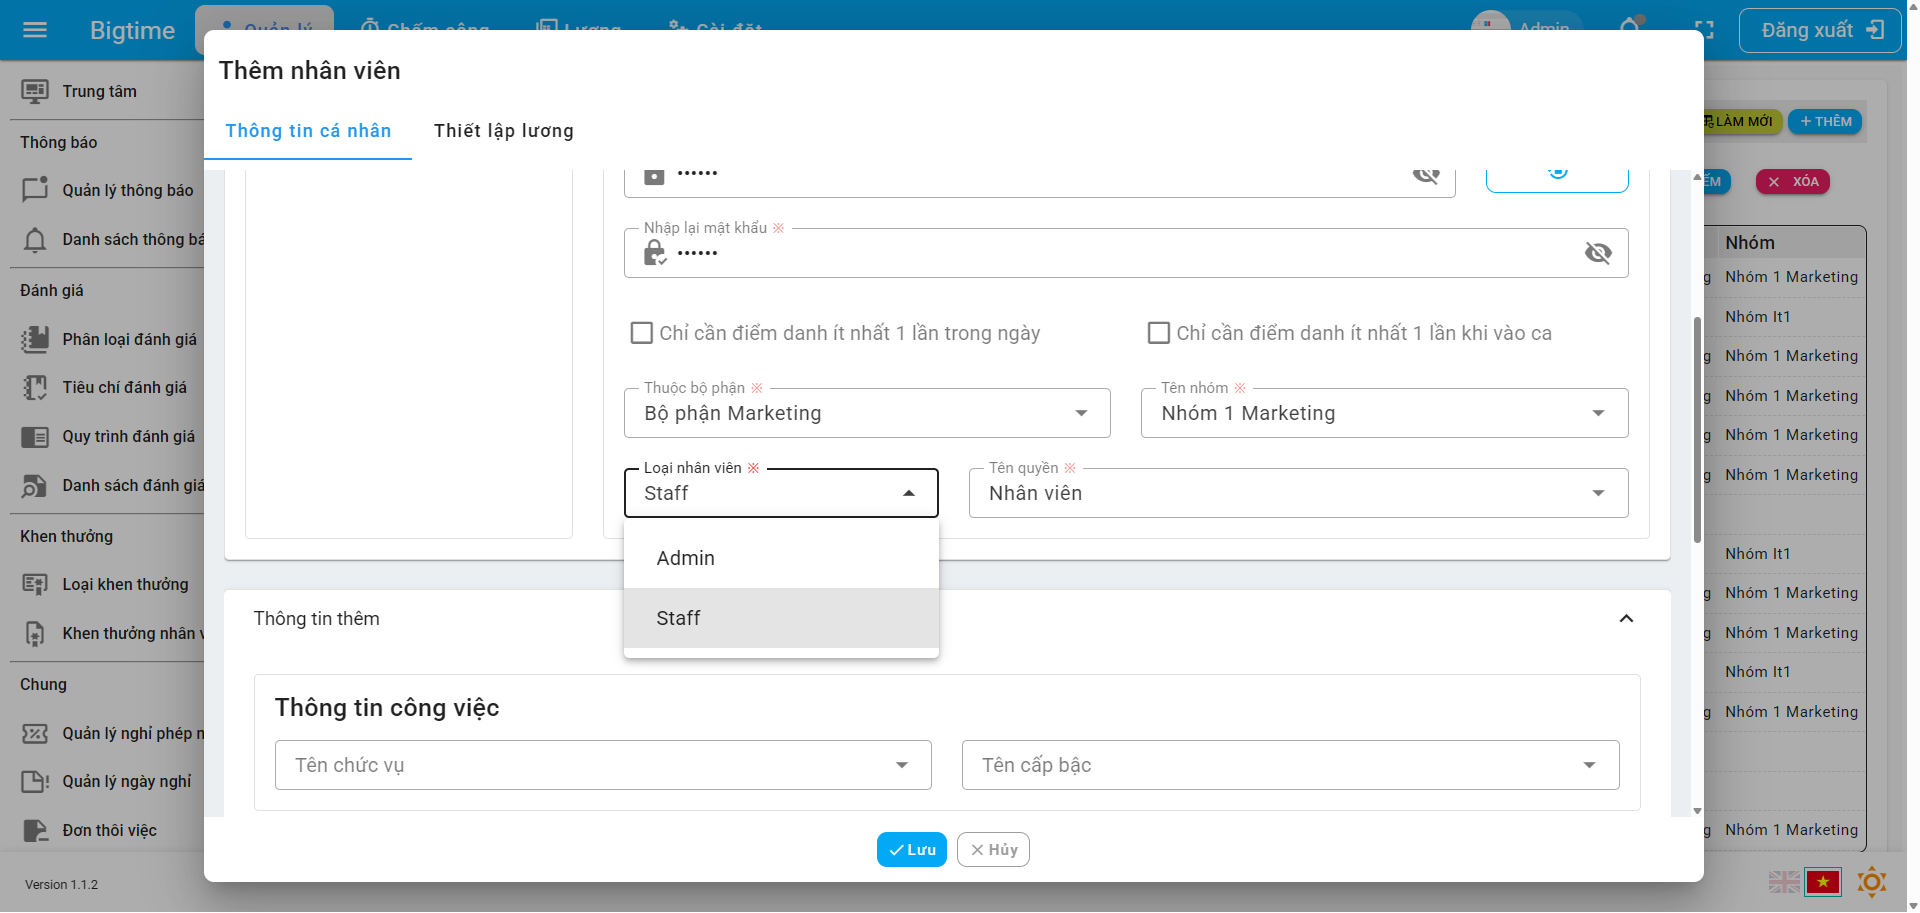 Bigtime
Quản lý
Chấm công
Lương
Cài đặt
Admin
Đăng xuất
Thêm nhân viên
Thông tin cá nhân
Thiết lập lương
Trung tâm
Thông báo
Quản lý thông báo
Danh sách thông bá
Đánh giá
Phân loại đánh giá
Tiêu chí đánh giá
Quy trình đánh giá
Danh sách đánh giá
Khen thưởng
Loại khen thưởng
Khen thưởng nhân v
Chung
Quản lý nghỉ phép n
Quản lý ngày nghỉ
Đơn thôi việc
Version 1.1.2
••••••
Nhập lại mật khẩu ※
••••••
Chỉ cần điểm danh ít nhất 1 lần trong ngày
Chỉ cần điểm danh ít nhất 1 lần khi vào ca
Thuộc bộ phận ※
Bộ phận Marketing
Tên nhóm ※
Nhóm 1 Marketing
Loại nhân viên ※
Staff
Tên quyền ※
Nhân viên
Admin
Staff
Thông tin thêm
Thông tin công việc
Tên chức vụ
Tên cấp bậc
Lưu
Hủy
LÀM MỚI
THÊM
ẾM
XÓA
Nhóm
g Nhóm 1 Marketing
Nhóm It1
g Nhóm 1 Marketing
g Nhóm 1 Marketing
g Nhóm 1 Marketing
g Nhóm 1 Marketing
Nhóm It1
g Nhóm 1 Marketing
g Nhóm 1 Marketing
Nhóm It1
g Nhóm 1 Marketing
g Nhóm 1 Marketing